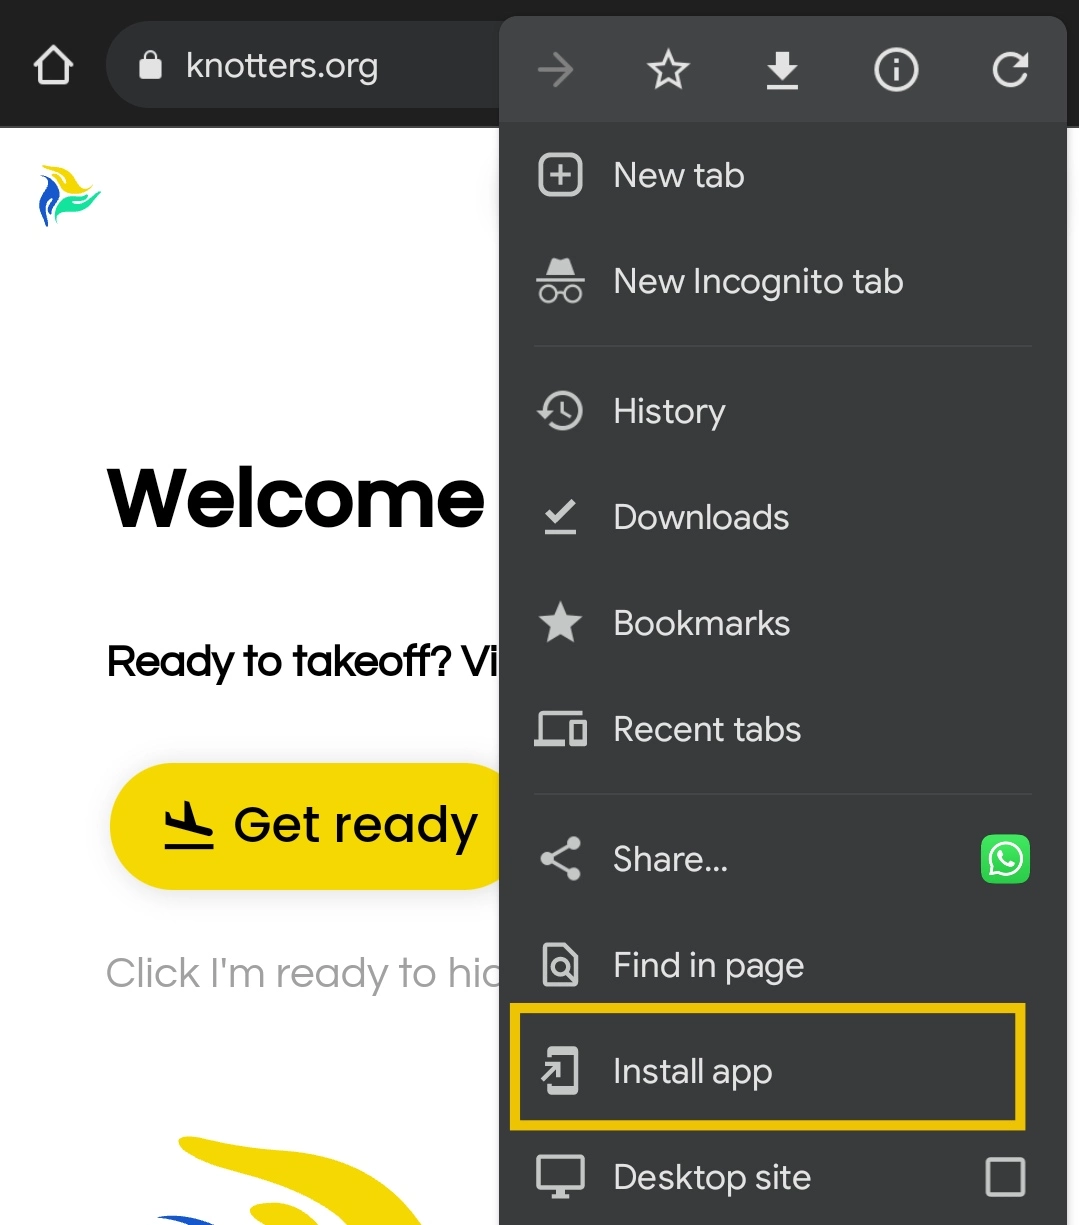 knotters.org
New tab
New Incognito tab
History
Downloads
Bookmarks
Recent tabs
Share...
Find in page
Install app
Desktop site
Welcome
Ready to takeoff? Vi
Get ready
Click I'm ready to hi